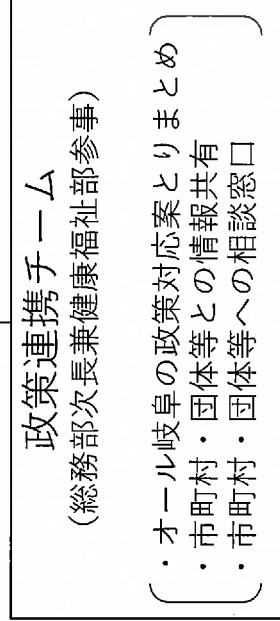 政策連携チーム
(総務部次長兼健康福祉部参事)
・オール岐阜の政策対応案とりまとめ
・市町村・団体等との情報共有
・市町村・団体等への相談窓口